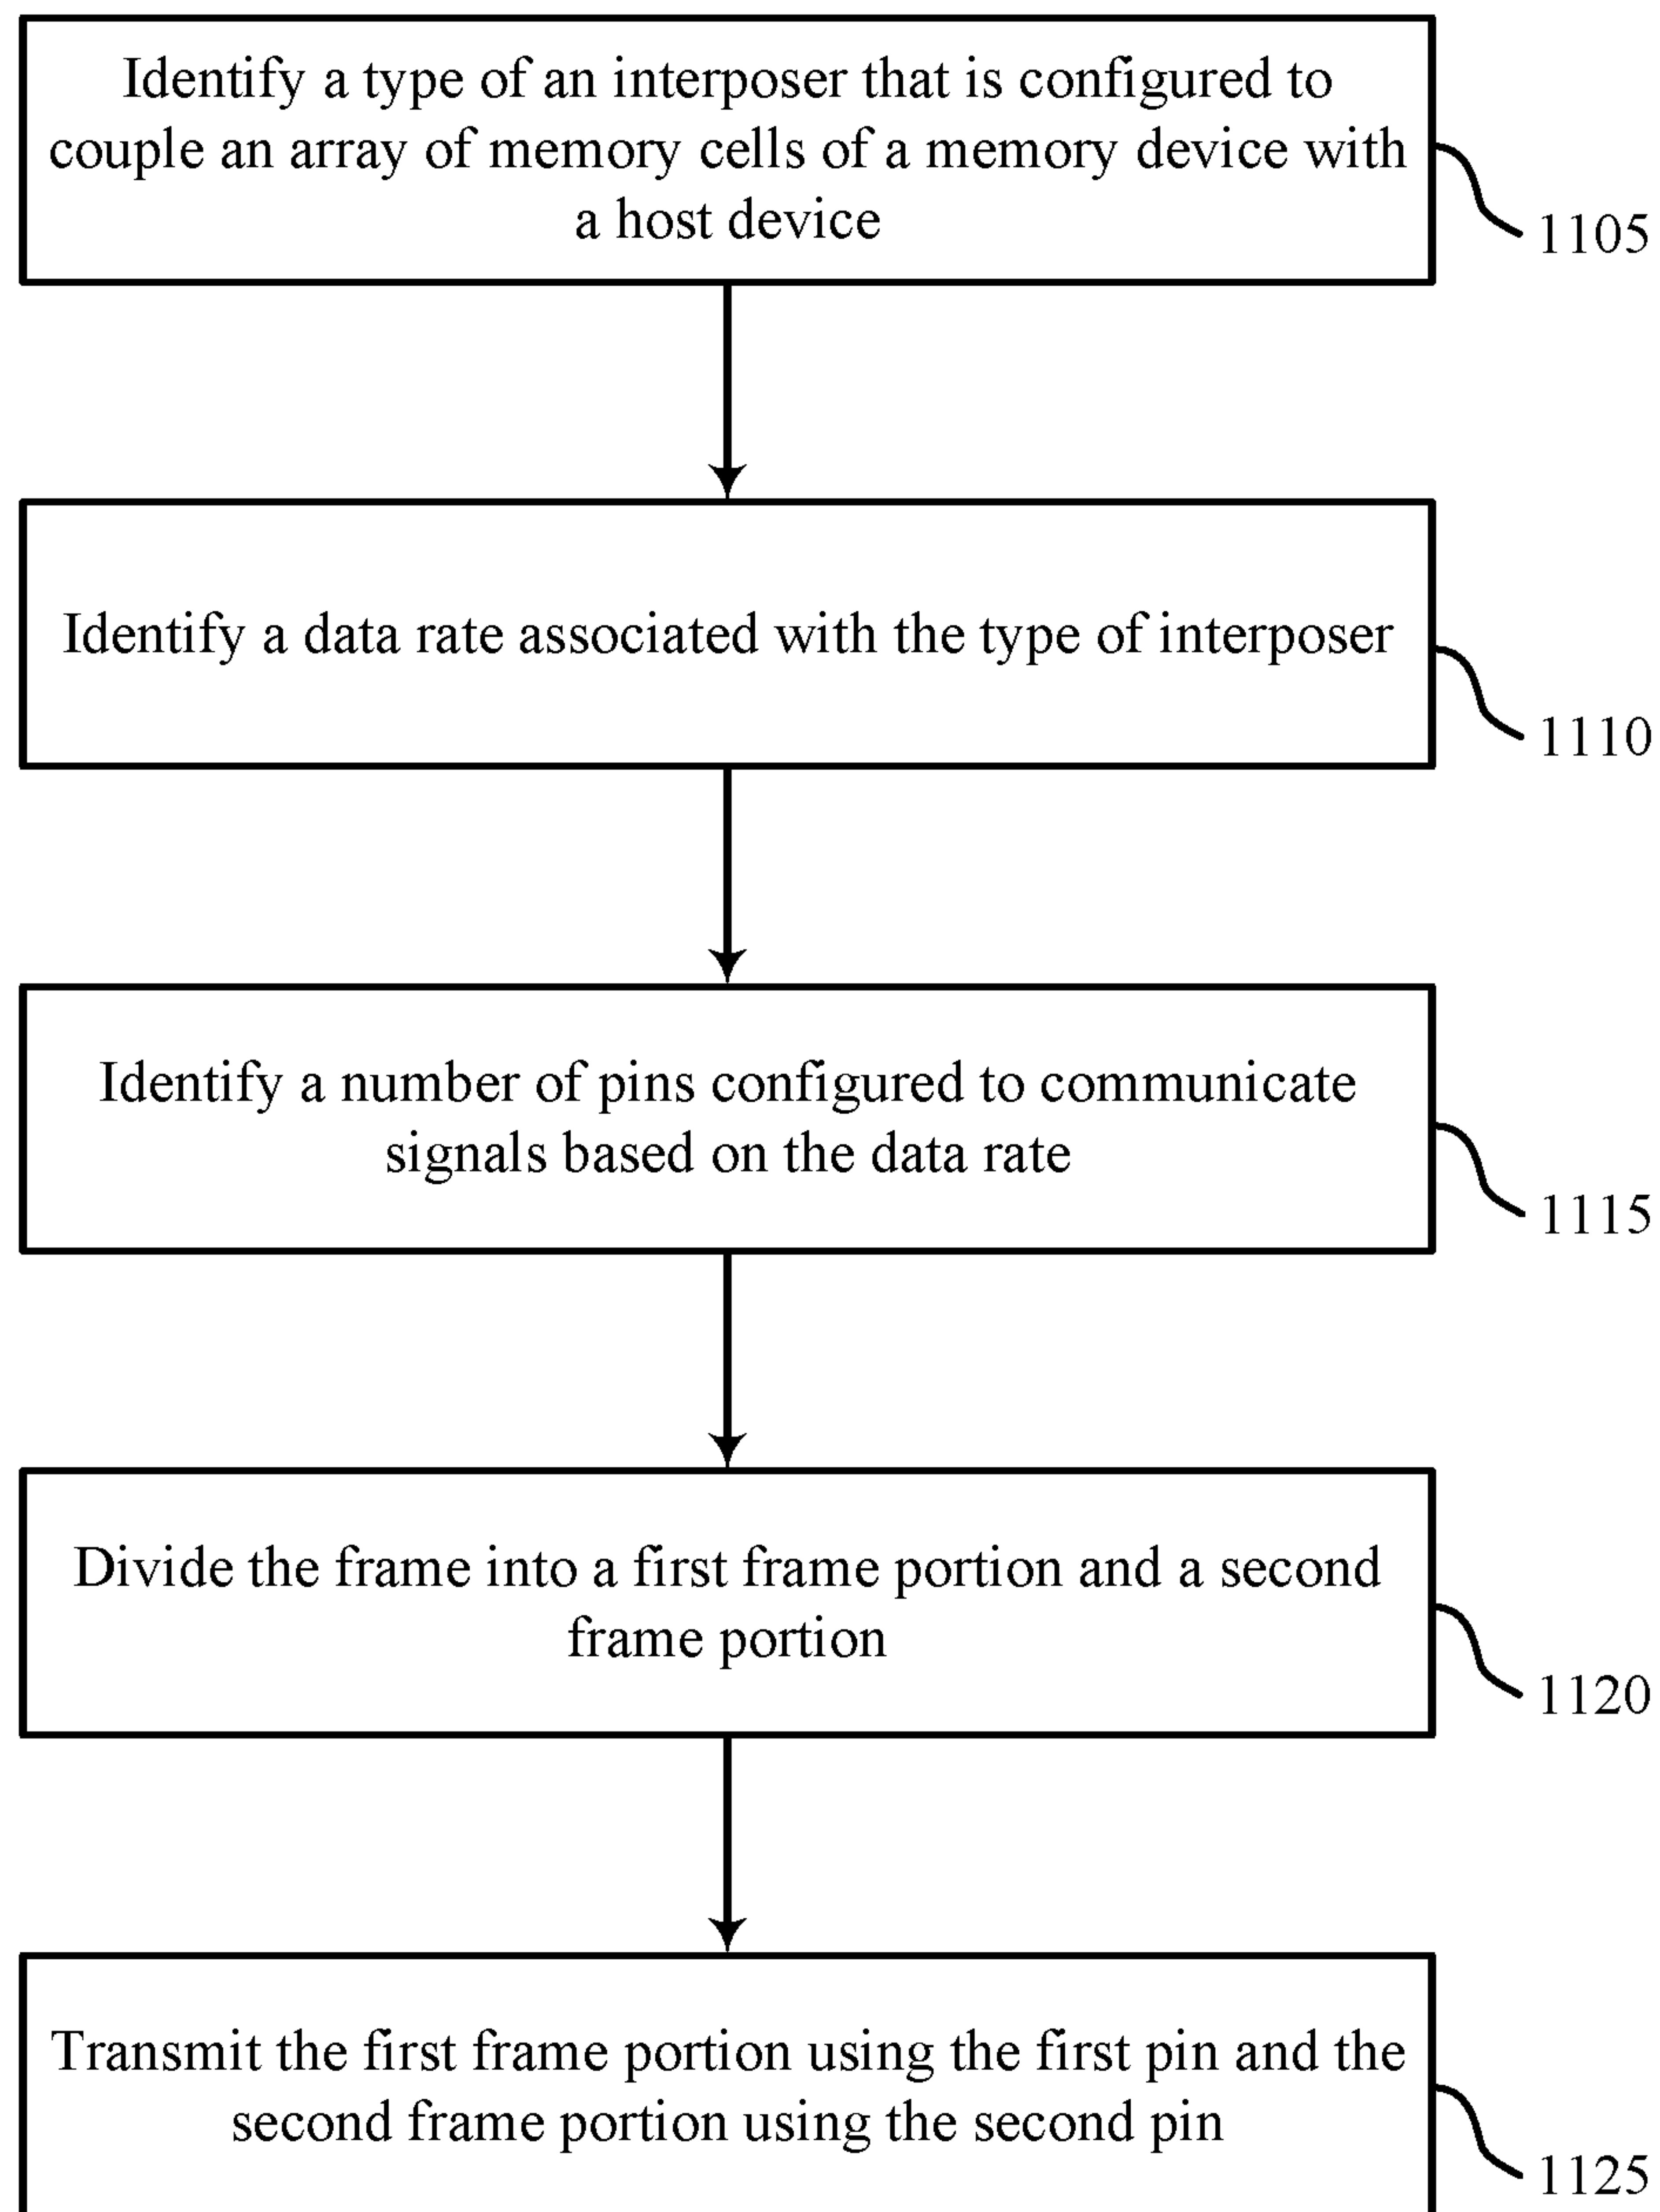 Identify a type of an interposer that is configured to
couple an array of memory cells of a memory device with
a host device
1105
Identify a data rate associated with the type of interposer
1110
Identify a number of pins configured to communicate
signals based on the data rate
1115
Divide the frame into a first frame portion and a second
frame portion
1120
Transmit the first frame portion using the first pin and the
second frame portion using the second pin
1125